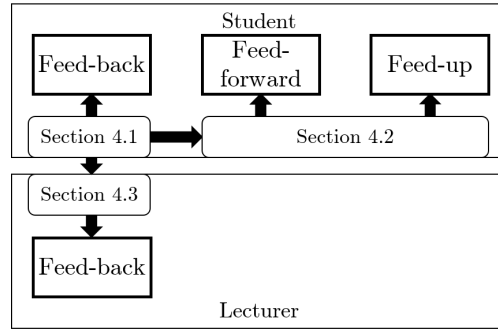 Student
Feed-back
Feed-
forward
Feed-up
Section 4.1
Section 4.2
Section 4.3
Feed-back
Lecturer